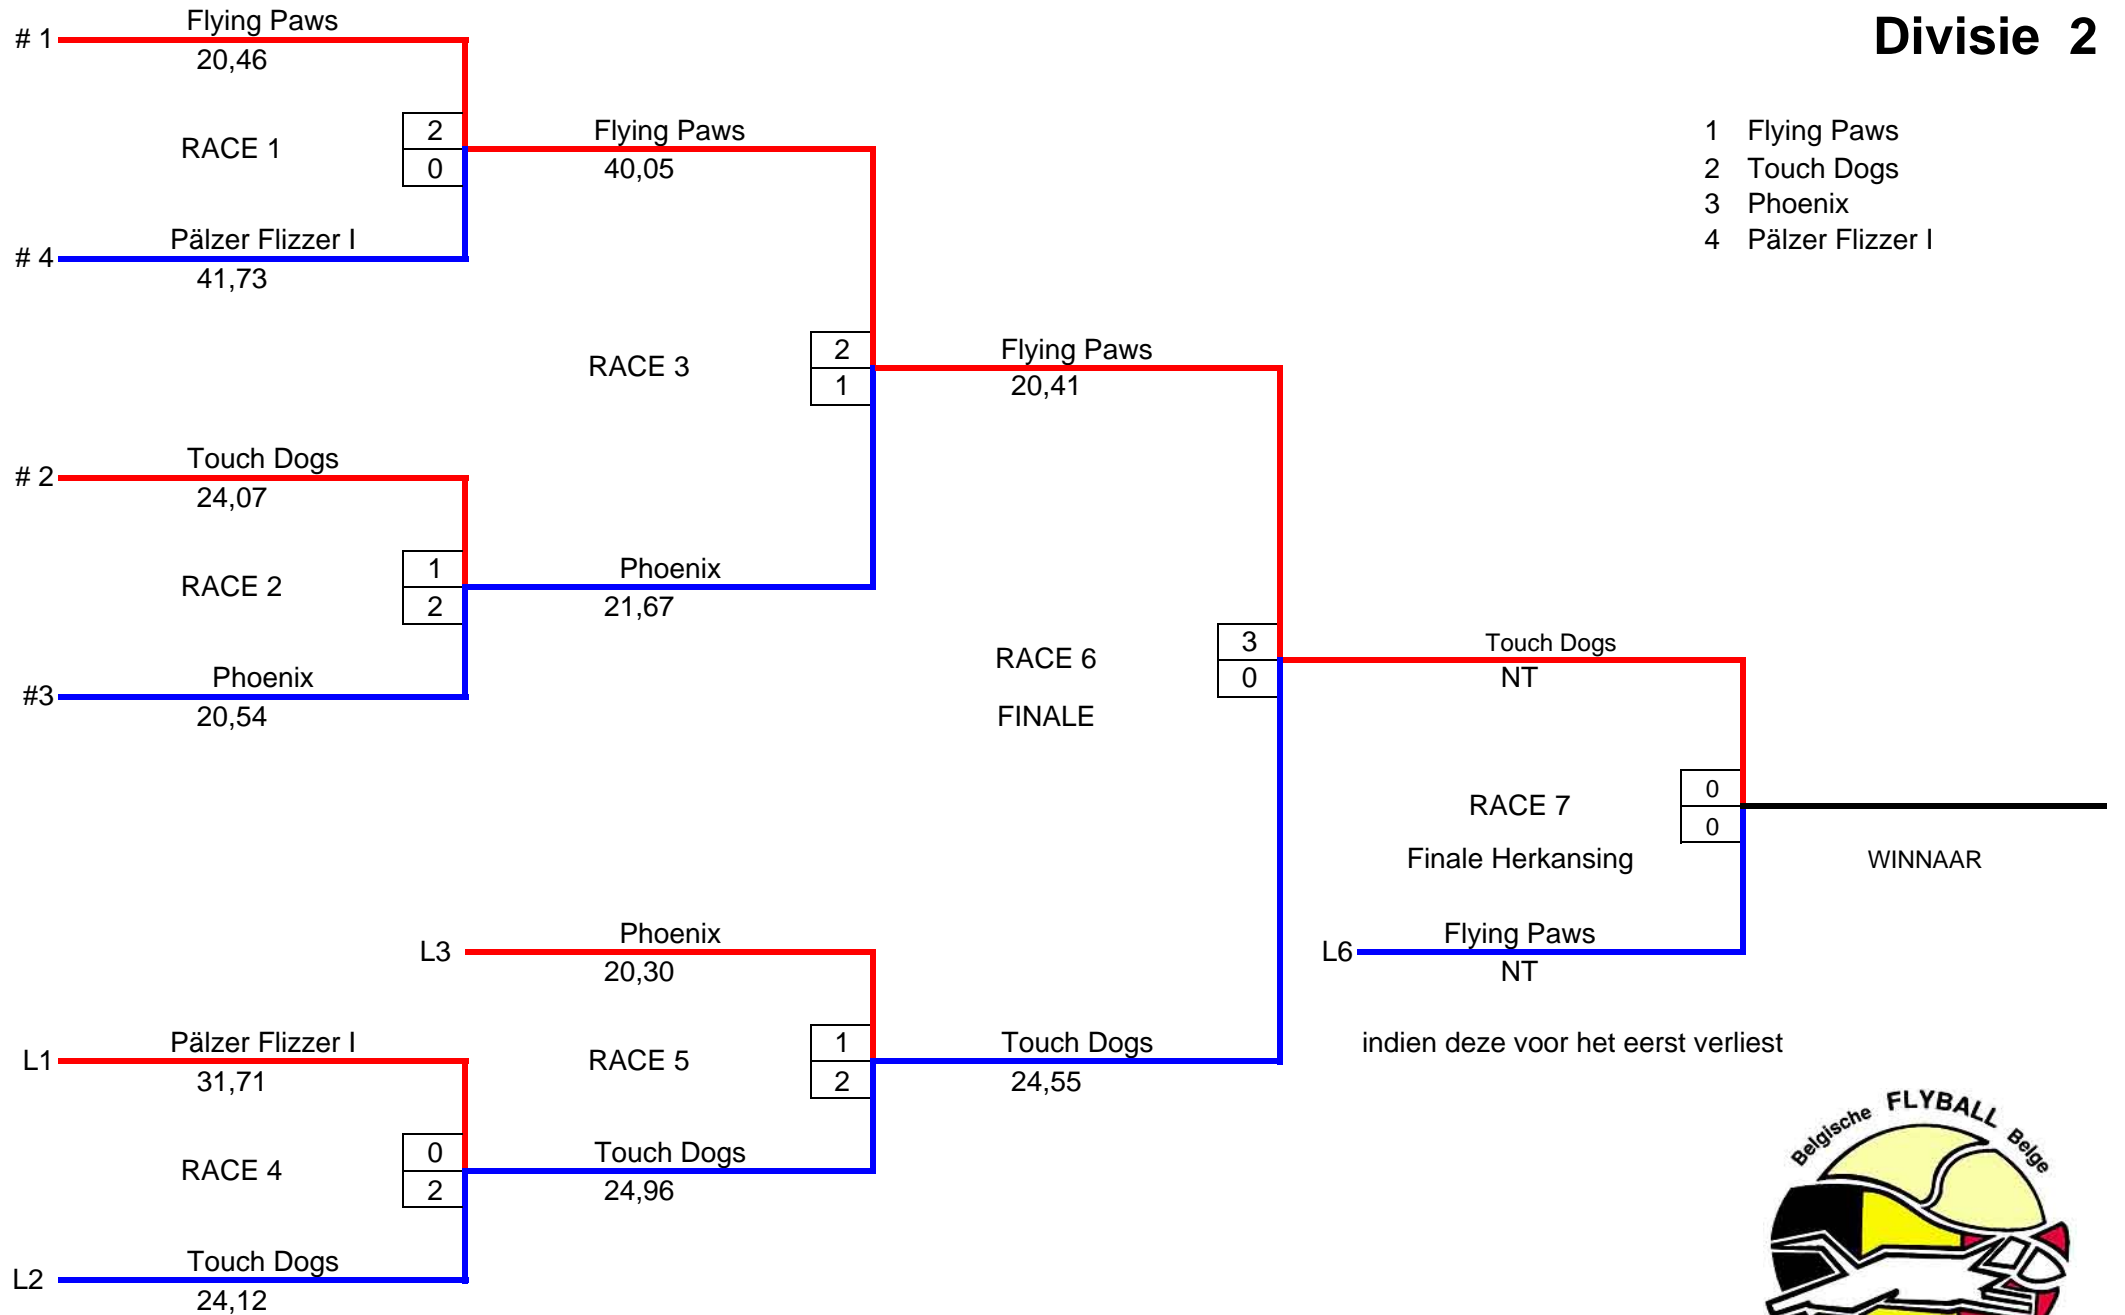 Divisie 2
# 1
Flying Paws
20,46
RACE 1
2
0
# 4
Pälzer Flizzer I
41,73
Flying Paws
40,05
1 Flying Paws
2 Touch Dogs
3 Phoenix
4 Pälzer Flizzer I
RACE 3
2
1
Flying Paws
20,41
# 2
Touch Dogs
24,07
RACE 2
1
2
#3
Phoenix
20,54
Phoenix
21,67
RACE 6
3
0
FINALE
Touch Dogs
NT
RACE 7
0
0
Finale Herkansing
WINNAAR
L6
Flying Paws
NT
indien deze voor het eerst verliest
L3
Phoenix
20,30
RACE 5
1
2
Touch Dogs
24,55
L1
Pälzer Flizzer I
31,71
RACE 4
0
2
Touch Dogs
24,96
L2
Touch Dogs
24,12
Belgische FLYBALL Belge